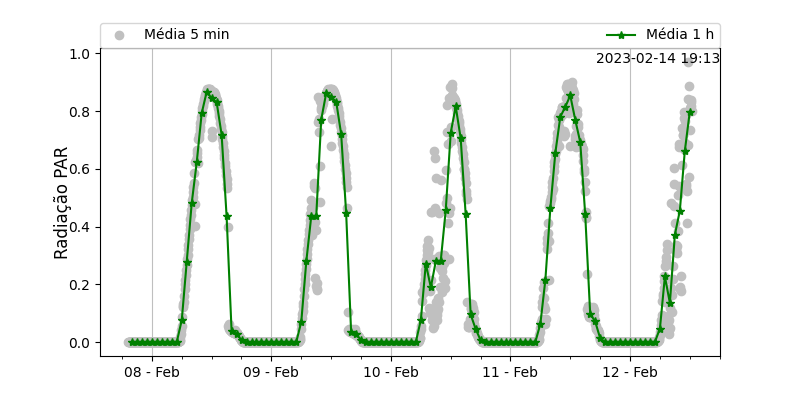 Média 5 min
Média 1 h
2023-02-14 19:13
1.0
0.8
0.6
0.4
0.2
0.0
Radiação PAR
08 - Feb
09 - Feb
10 - Feb
11 - Feb
12 - Feb